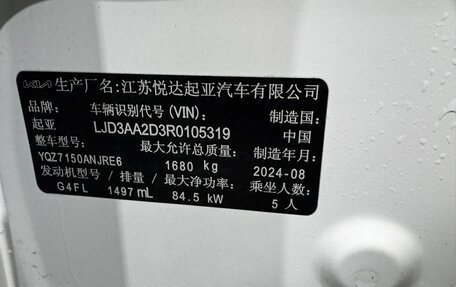 KIA 生产厂名:江苏悦达起亚汽车有限公司
品牌: 车辆识别代号(VIN): 制造国:
起亚 LJD3AA2D3R0105319 中国
整车型号: 最大允许总质量: 制造年月:
YQZ7150ANJRE6 1680 kg 2024-08
发动机型号/排量/最大净功率: 乘坐人数:
G4FL 1497 mL 84.5 kW 5 人